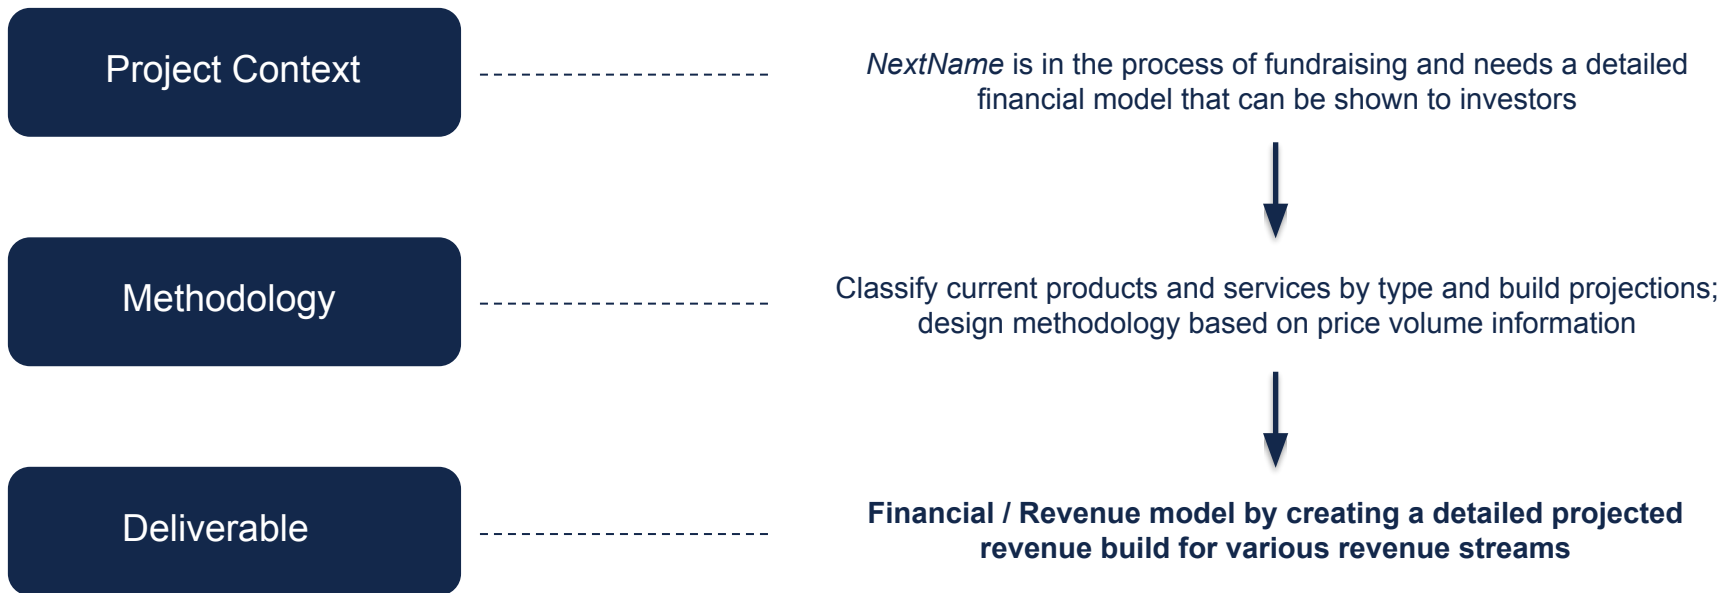 Project Context
NextName is in the process of fundraising and needs a detailed
financial model that can be shown to investors
Methodology
Classify current products and services by type and build projections;
design methodology based on price volume information
Deliverable
Financial / Revenue model by creating a detailed projected
revenue build for various revenue streams